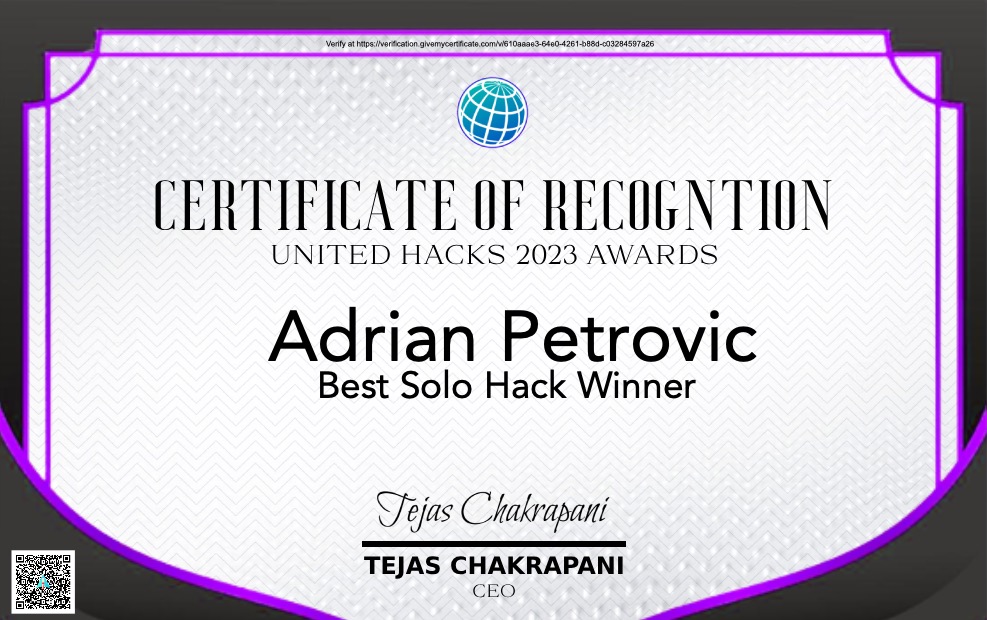 Verify at https://verification.givemycertificate.com/v/610aaae3-64e0-4261-b88d-c03284597a26
CERTIFICATE OF RECOGNTION
UNITED HACKS 2023 AWARDS
Adrian Petrovic
Best Solo Hack Winner
Tejas Chakrapani
TEJAS CHAKRAPANI
CEO